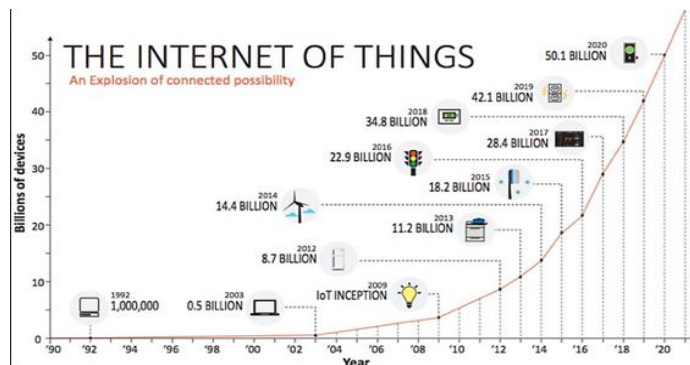 THE INTERNET OF THINGS
An Explosion of connected possibility
Billions of devices
50
40
30
20
10
0
1992
1,000,000
2003
0.5 BILLION
2009
IoT INCEPTION
2012
8.7 BILLION
2013
11.2 BILLION
2014
14.4 BILLION
2015
18.2 BILLION
2016
22.9 BILLION
2017
28.4 BILLION
2018
34.8 BILLION
2019
42.1 BILLION
2020
50.1 BILLION
'90 '92 '94 '96 '98 '00 '02 '04 '06 '08 '10 '12 '14 '16 '18 '20
Year